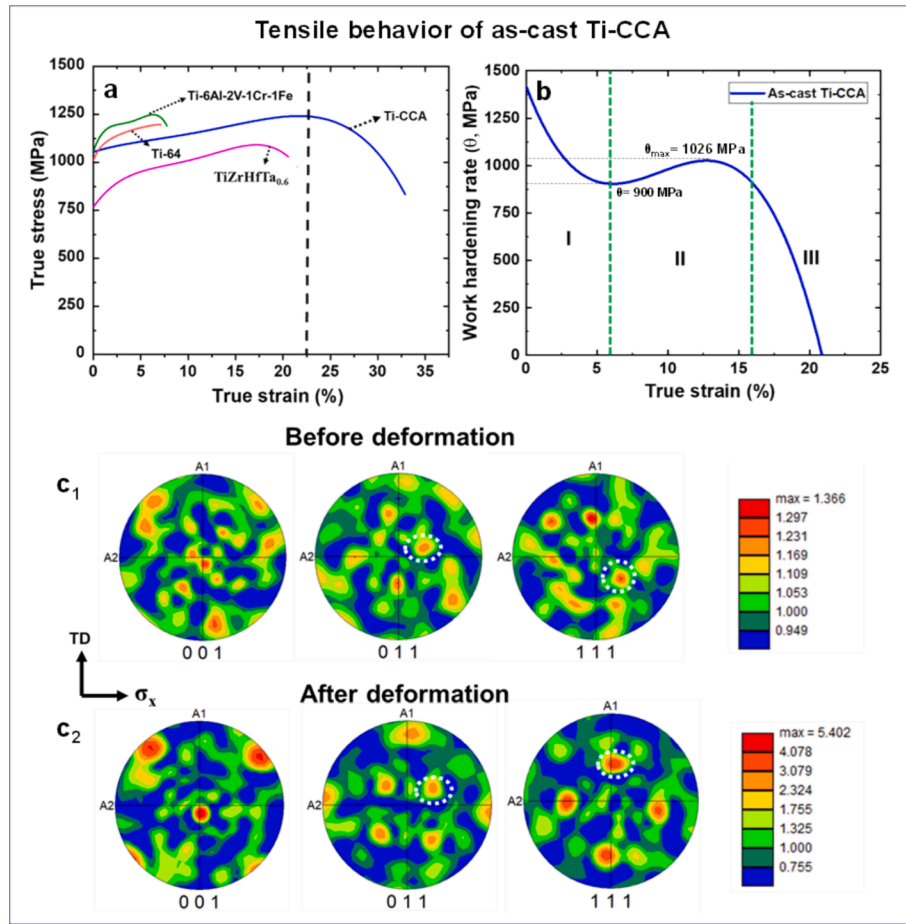 Tensile behavior of as-cast Ti-CCA
a
Ti-6Al-2V-1Cr-1Fe
Ti-CCA
Ti-64
TiZrHfTa0.6
True stress (MPa)
1500
1250
1000
750
500
250
0
0 5 10 15 20 25 30 35
True strain (%)
b
As-cast Ti-CCA
θmax= 1026 MPa
θ= 900 MPa
I
II
III
Work hardening rate (θ, MPa)
1500
1250
1000
750
500
250
0
0 5 10 15 20 25
True strain (%)
Before deformation
c1
A1
A2
0 0 1
A1
A2
0 1 1
A1
A2
1 1 1
max = 1.366
1.297
1.231
1.169
1.109
1.053
1.000
0.949
TD
σx
After deformation
c2
A1
A2
0 0 1
A1
A2
0 1 1
A1
A2
1 1 1
max = 5.402
4.078
3.079
2.324
1.755
1.325
1.000
0.755